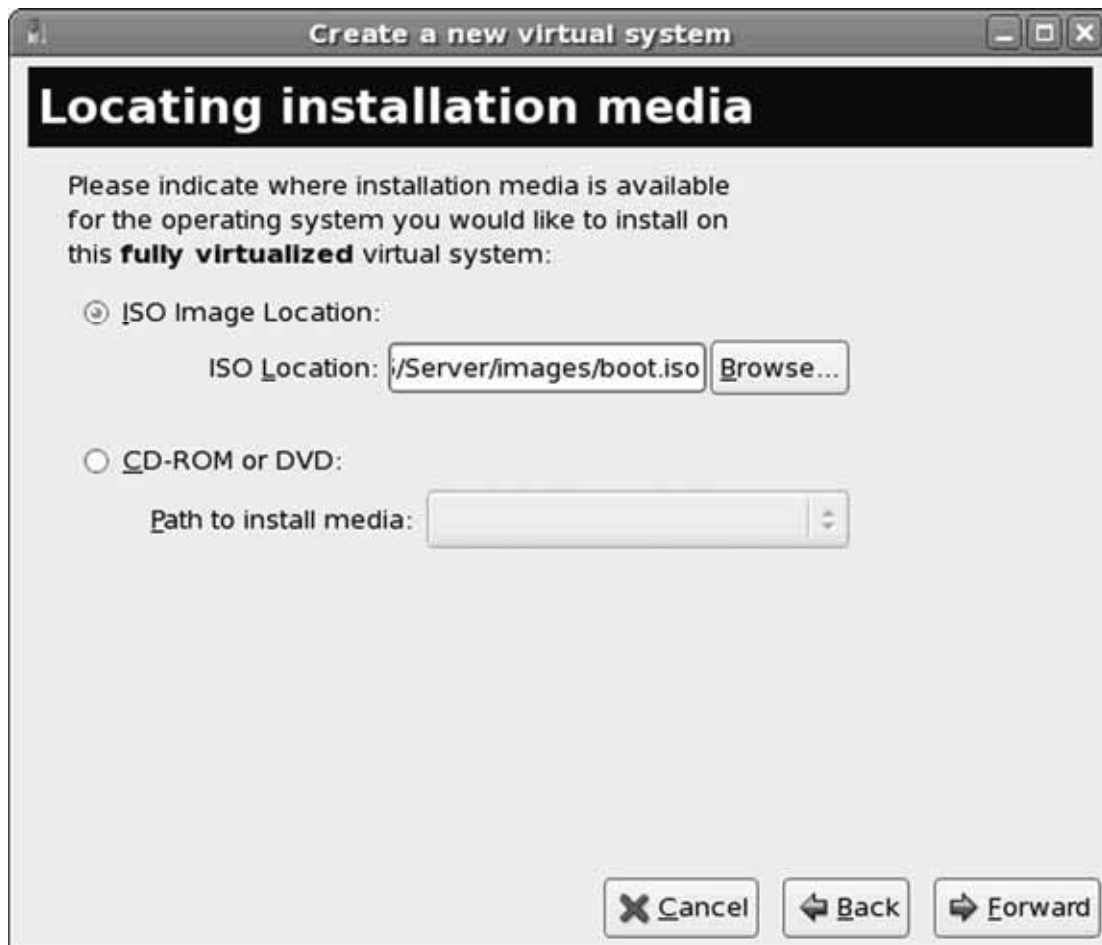 Create a new virtual system
Locating installation media
Please indicate where installation media is available
for the operating system you would like to install on
this fully virtualized virtual system:
ISO Image Location:
ISO Location: /Server/images/boot.iso Browse...
CD-ROM or DVD:
Path to install media:
Cancel Back Forward